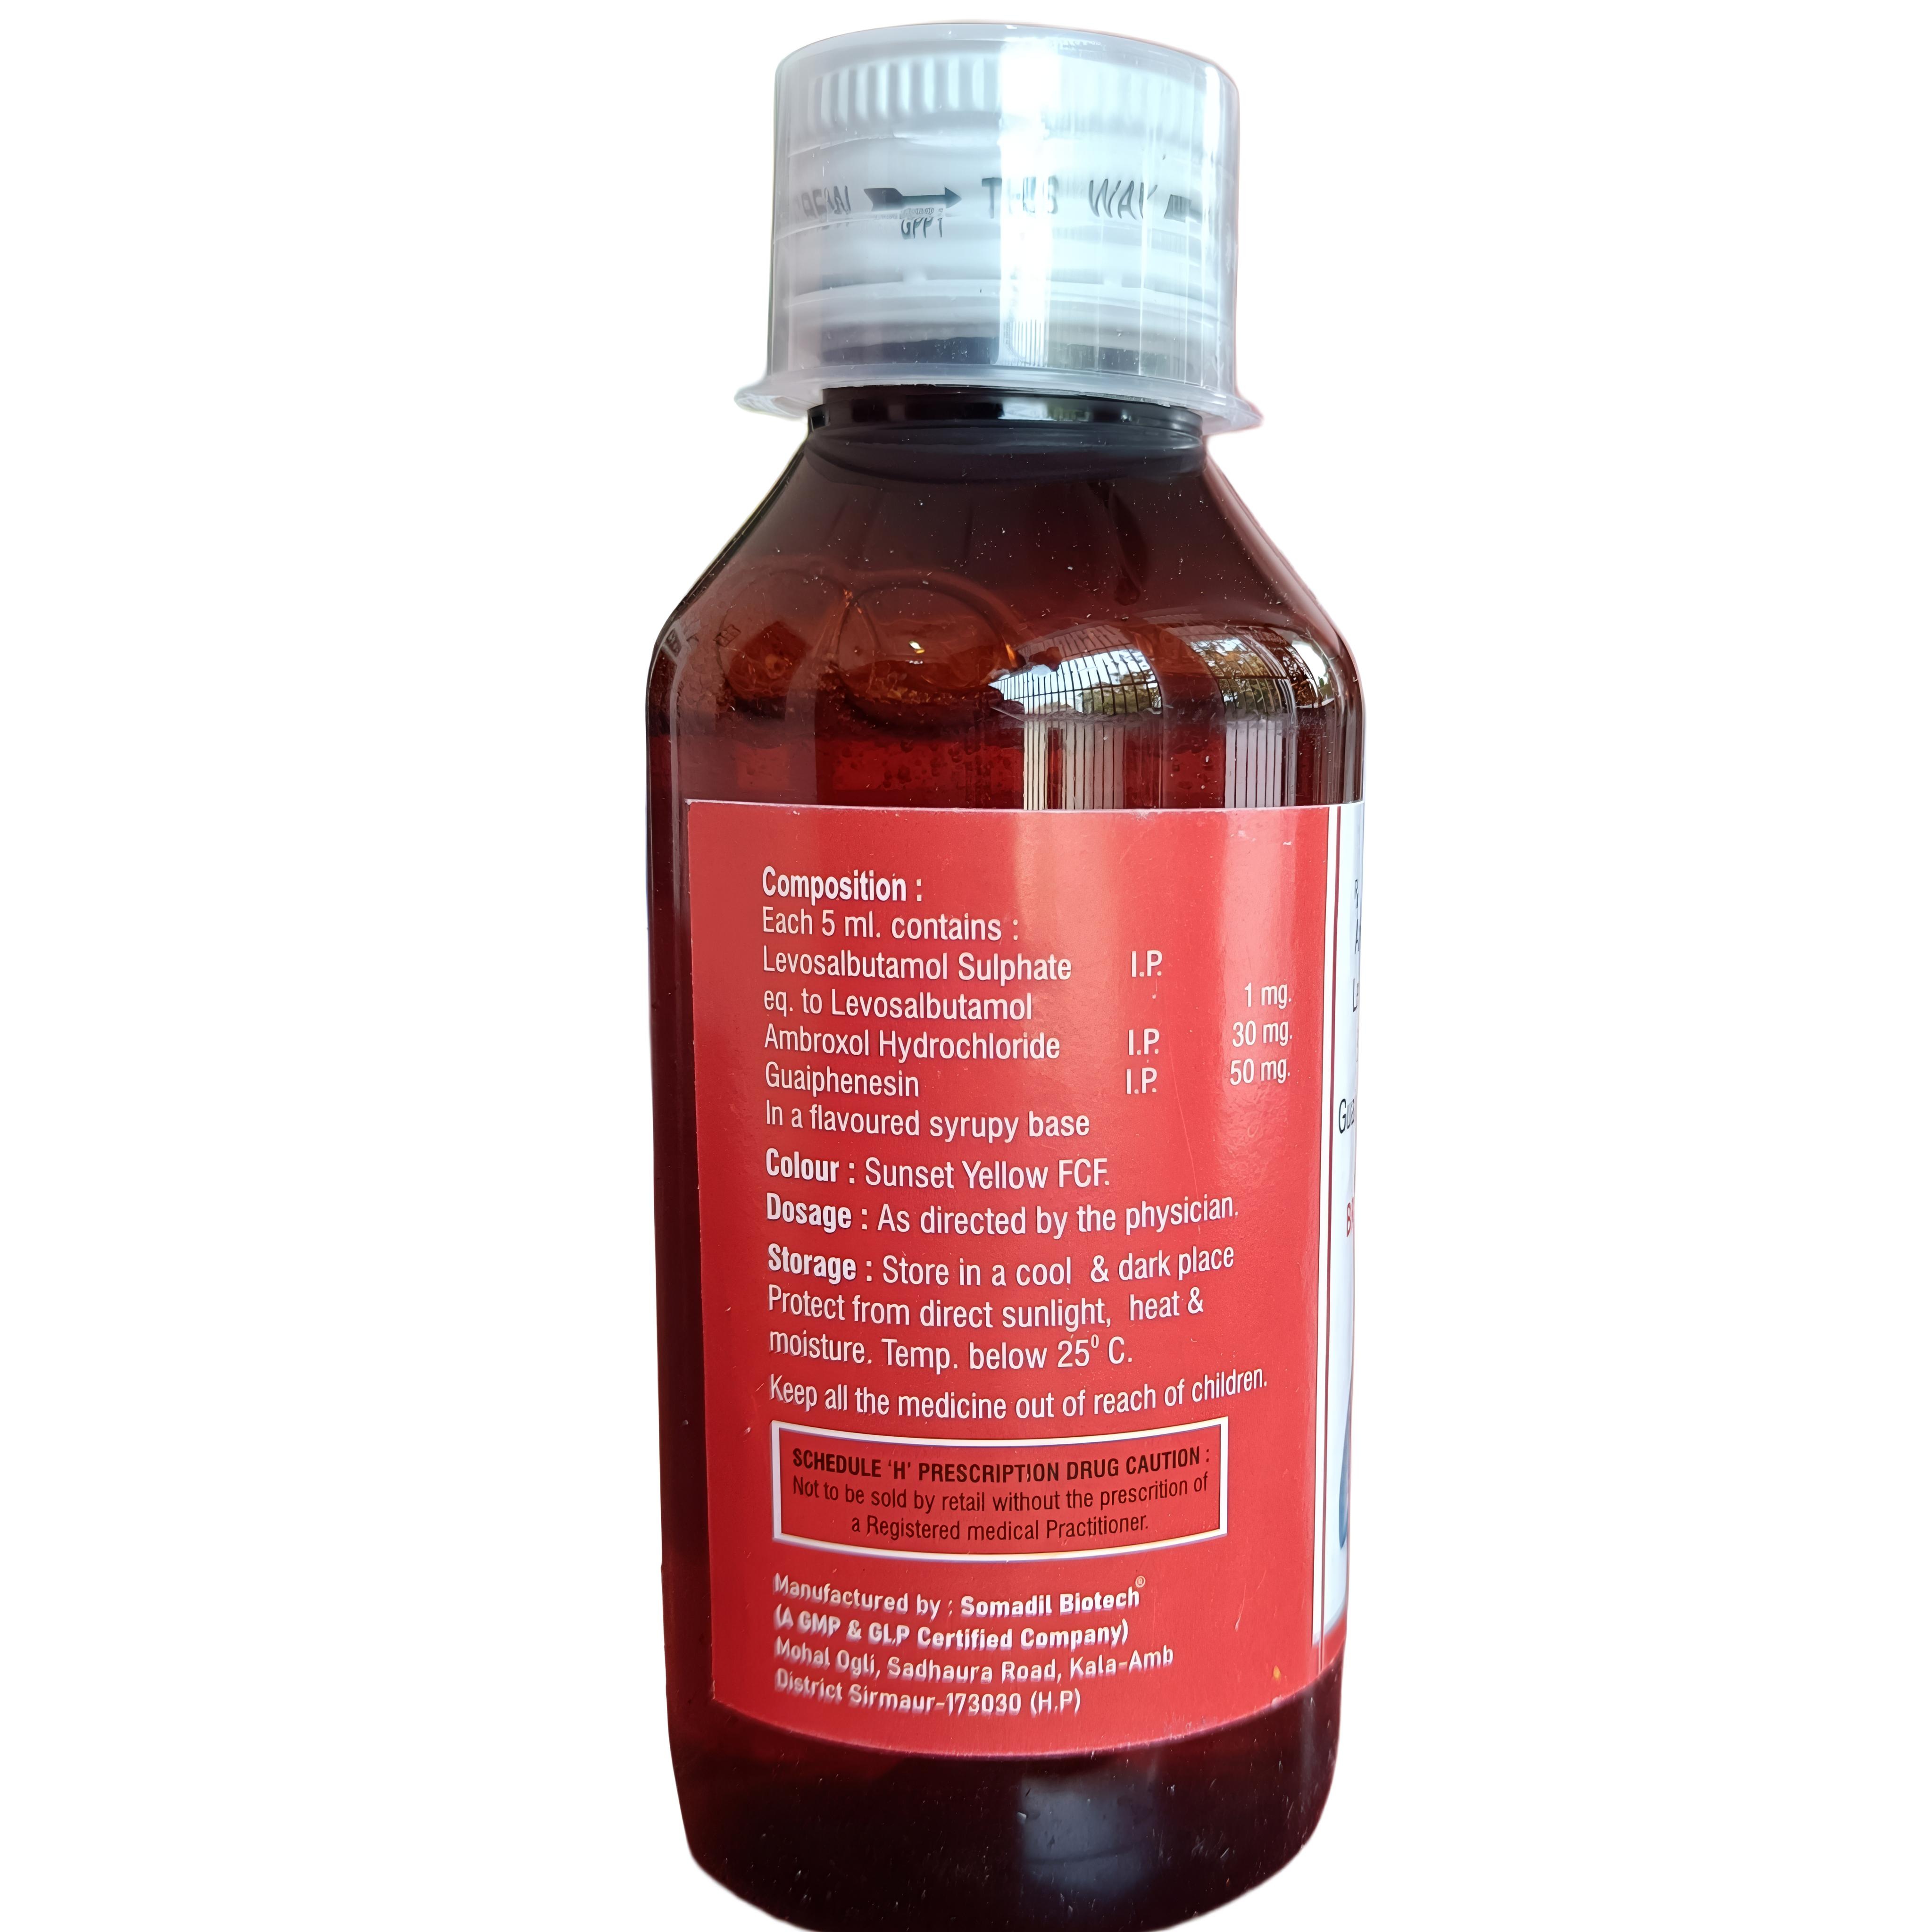 Composition :
Each 5 ml. contains :
Levosalbutamol Sulphate I.P.
eq. to Levosalbutamol 1 mg.
Ambroxol Hydrochloride I.P. 30 mg.
Guaiphenesin I.P. 50 mg.
In a flavoured syrupy base
Colour : Sunset Yellow FCF.
Dosage : As directed by the physician.
Storage : Store in a cool & dark place
Protect from direct sunlight, heat &
moisture. Temp. below 25⁰ C.
Keep all the medicine out of reach of children.
SCHEDULE 'H' PRESCRIPTION DRUG CAUTION :
Not to be sold by retail without the prescrition of
a Registered medical Practitioner.
Manufactured by : Somadil Biotech®
(A GMP & GLP Certified Company)
Mohal Ogli, Sadhaura Road, Kala-Amb
District Sirmaur-173030 (H.P)